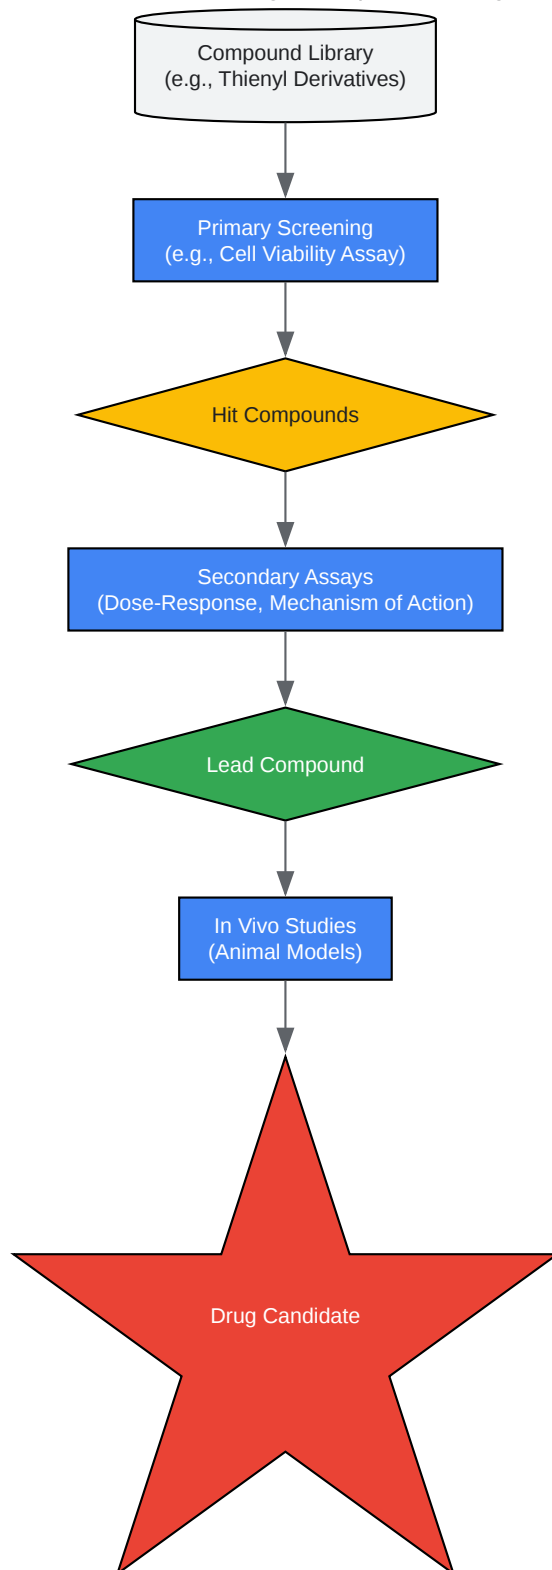 Compound Library
(e.g., Thienyl Derivatives)
Primary Screening
(e.g., Cell Viability Assay)
Hit Compounds
Secondary Assays
(Dose-Response, Mechanism of Action)
Lead Compound
In Vivo Studies
(Animal Models)
Drug Candidate